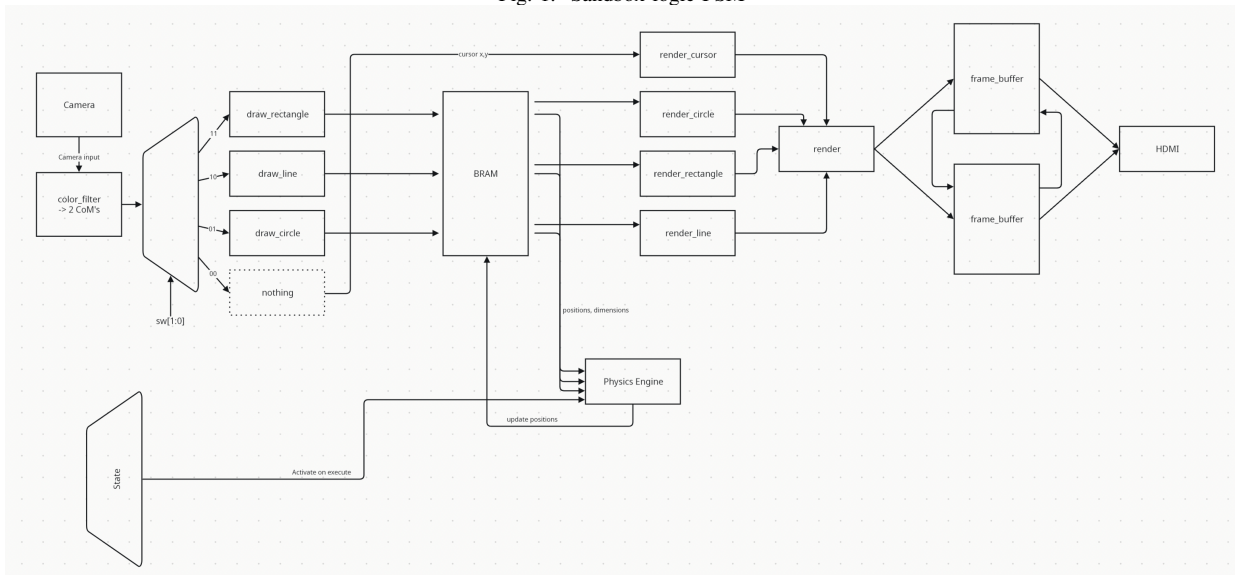 Fig. 1. Sandbox logic FSM
Camera
Camera input
color_filter
-> 2 CoM's
sw[1:0]
11
10
01
00
draw_rectangle
draw_line
draw_circle
nothing
cursor x,y
BRAM
render_cursor
render_circle
render_rectangle
render_line
render
frame_buffer
frame_buffer
HDMI
positions, dimensions
Physics Engine
update positions
Activate on execute
State